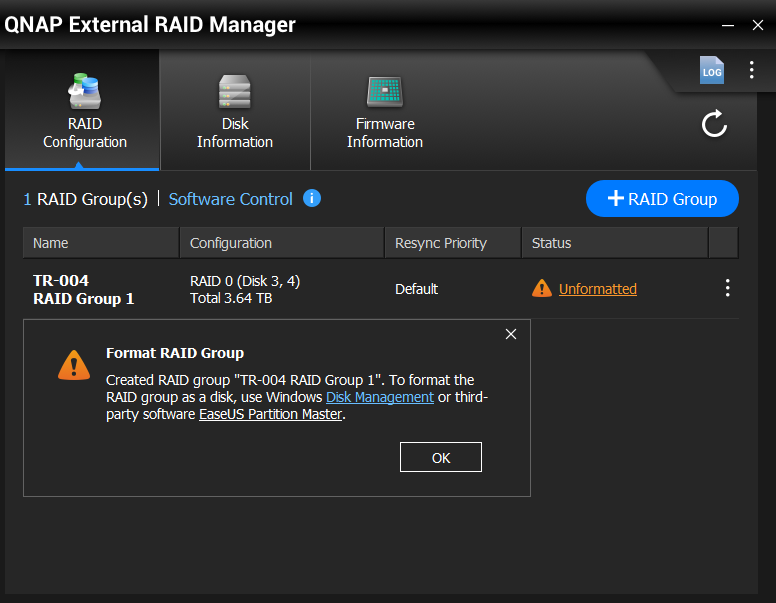 QNAP External RAID Manager
LOG
RAID
Configuration
Disk
Information
Firmware
Information
1 RAID Group(s) | Software Control i
+ RAID Group
Name Configuration Resync Priority Status
TR-004
RAID Group 1
RAID 0 (Disk 3, 4)
Total 3.64 TB
Default
Unformatted
Format RAID Group
Created RAID group "TR-004 RAID Group 1". To format the
RAID group as a disk, use Windows Disk Management or third-
party software EaseUS Partition Master.
OK